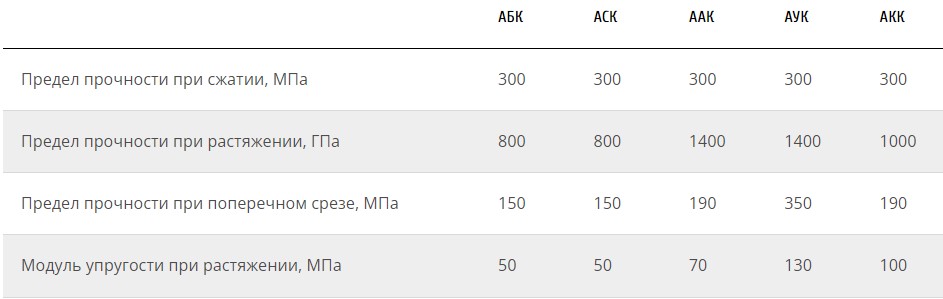 АБК АСК ААК АУК АКК
Предел прочности при сжатии, МПа 300 300 300 300 300
Предел прочности при растяжении, ГПа 800 800 1400 1400 1000
Предел прочности при поперечном срезе, МПа 150 150 190 350 190
Модуль упругости при растяжении, МПа 50 50 70 130 100